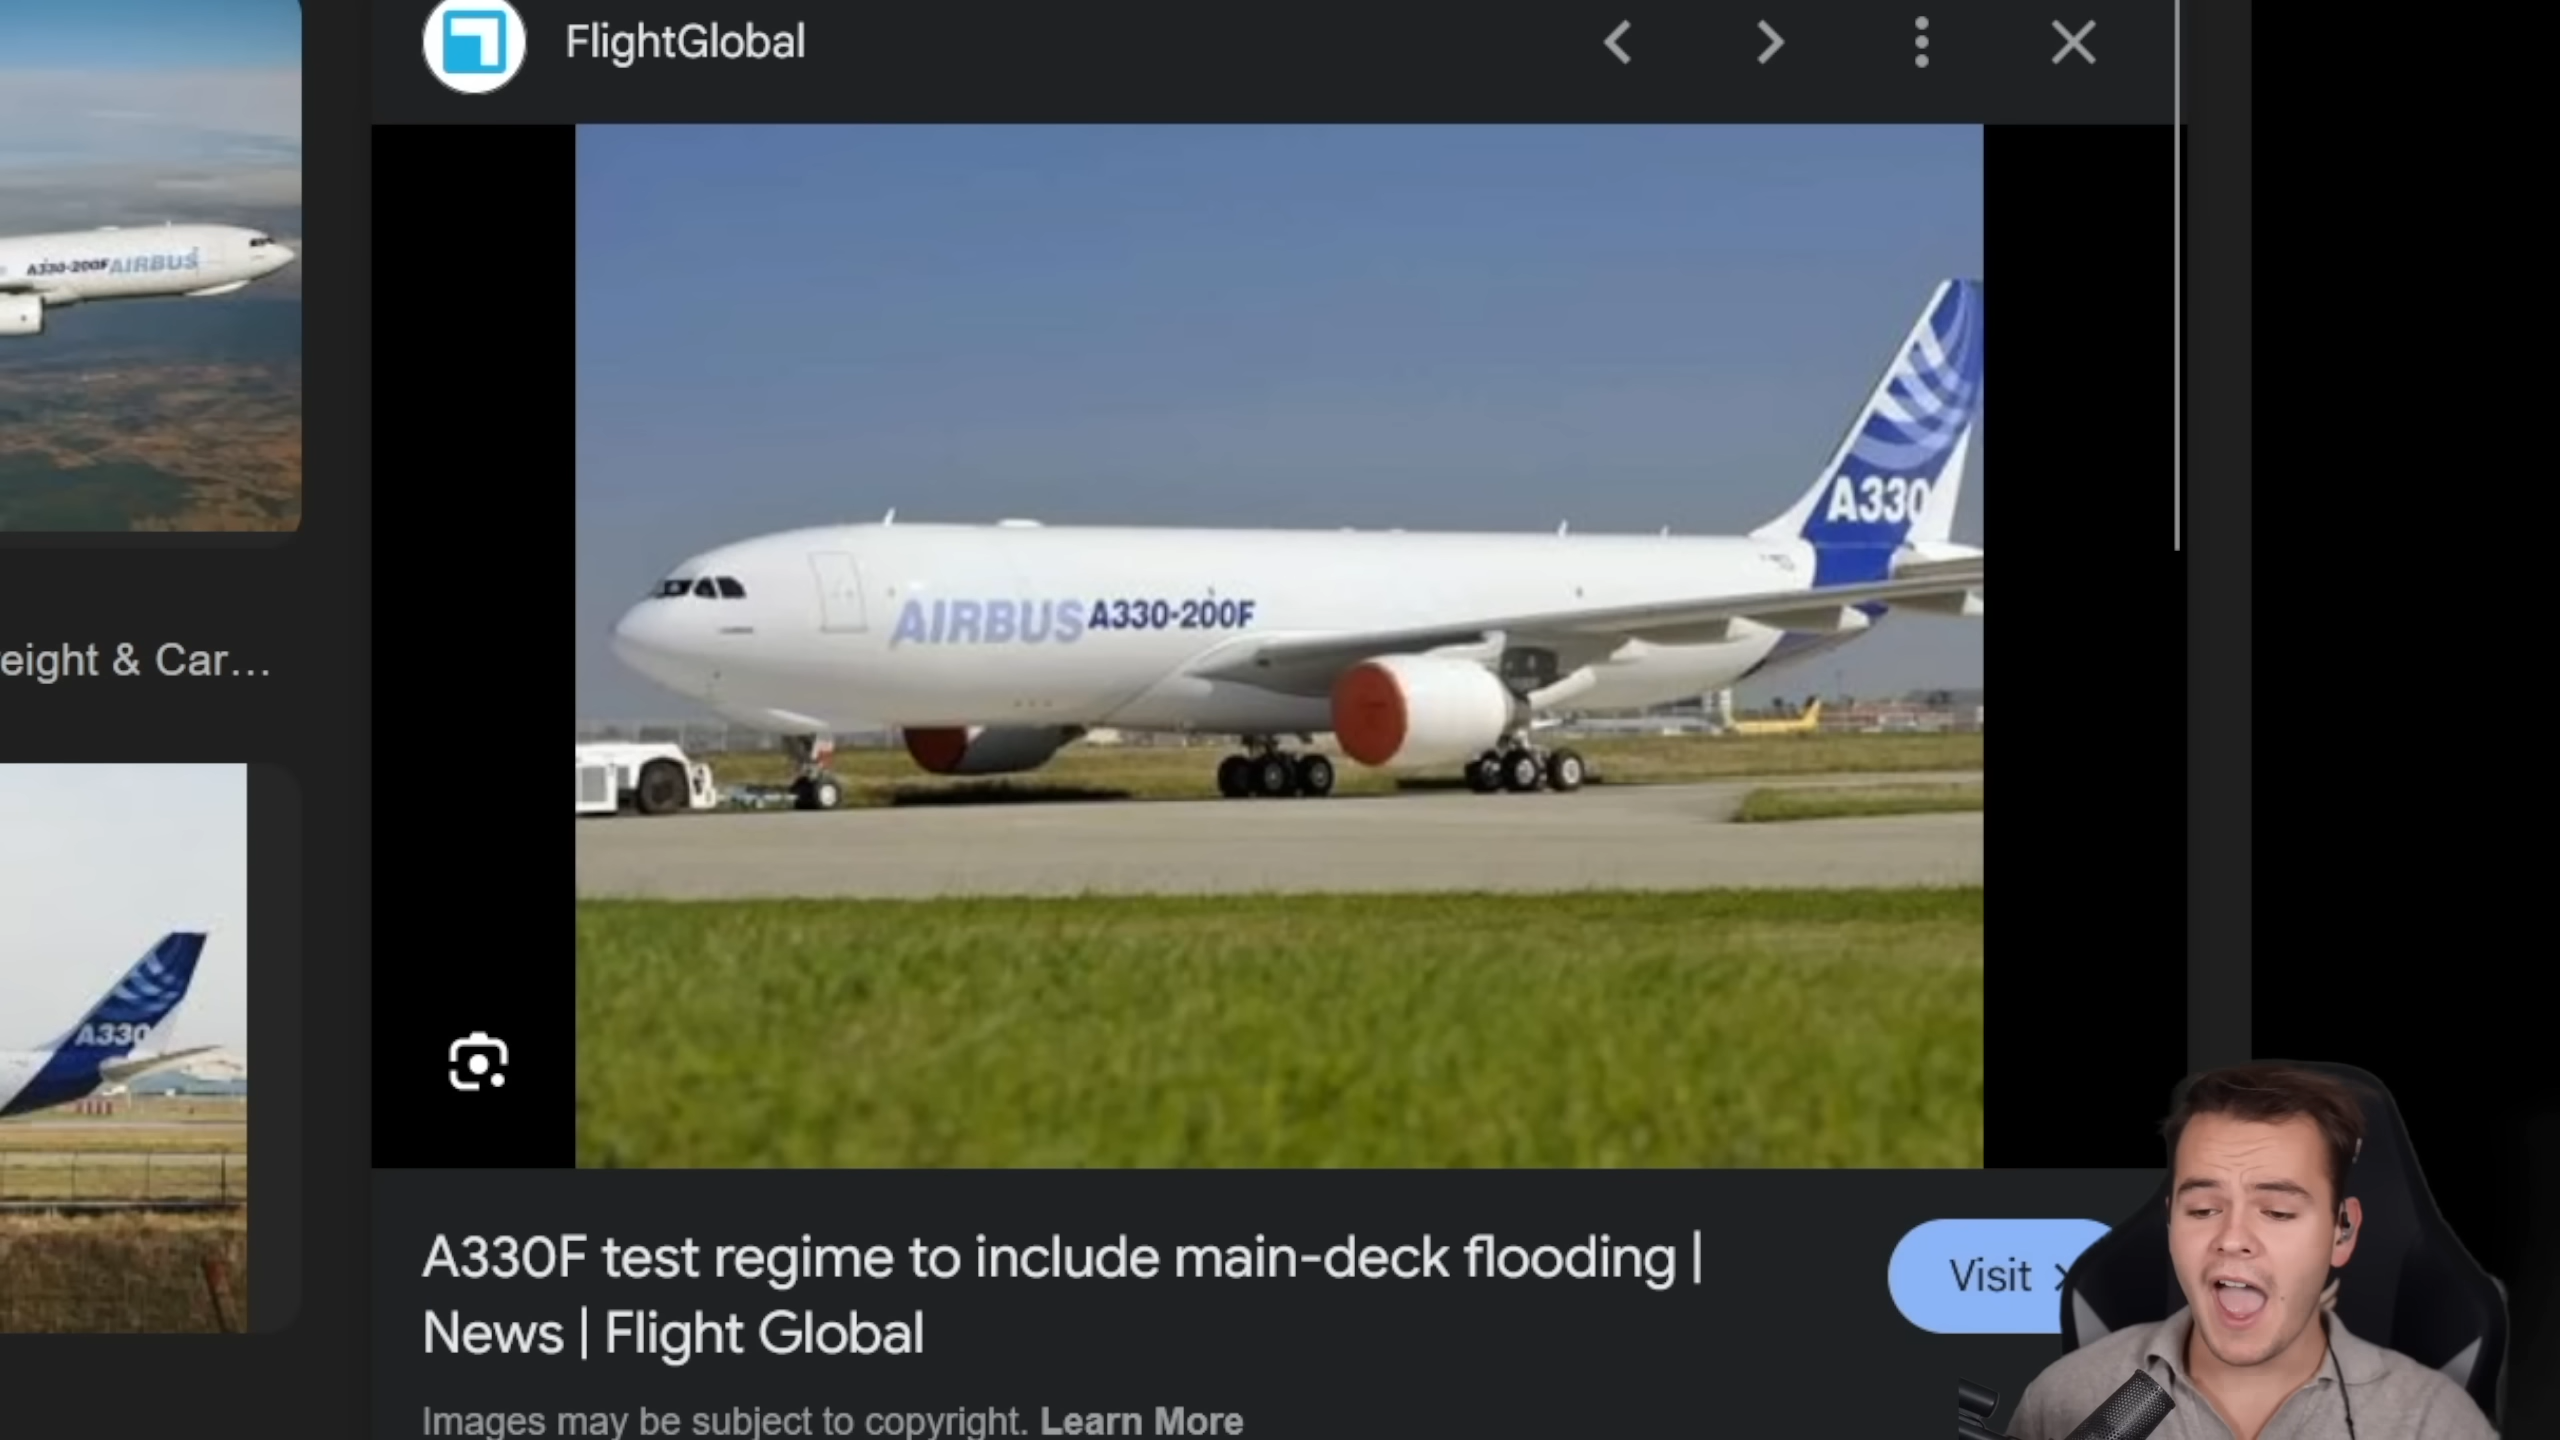 FlightGlobal
A330-200F AIRBUS
A330
AIRBUS A330-200F
eight & Car...
A330
A330F test regime to include main-deck flooding |
News | Flight Global
Visit
Images may be subject to copyright. Learn More